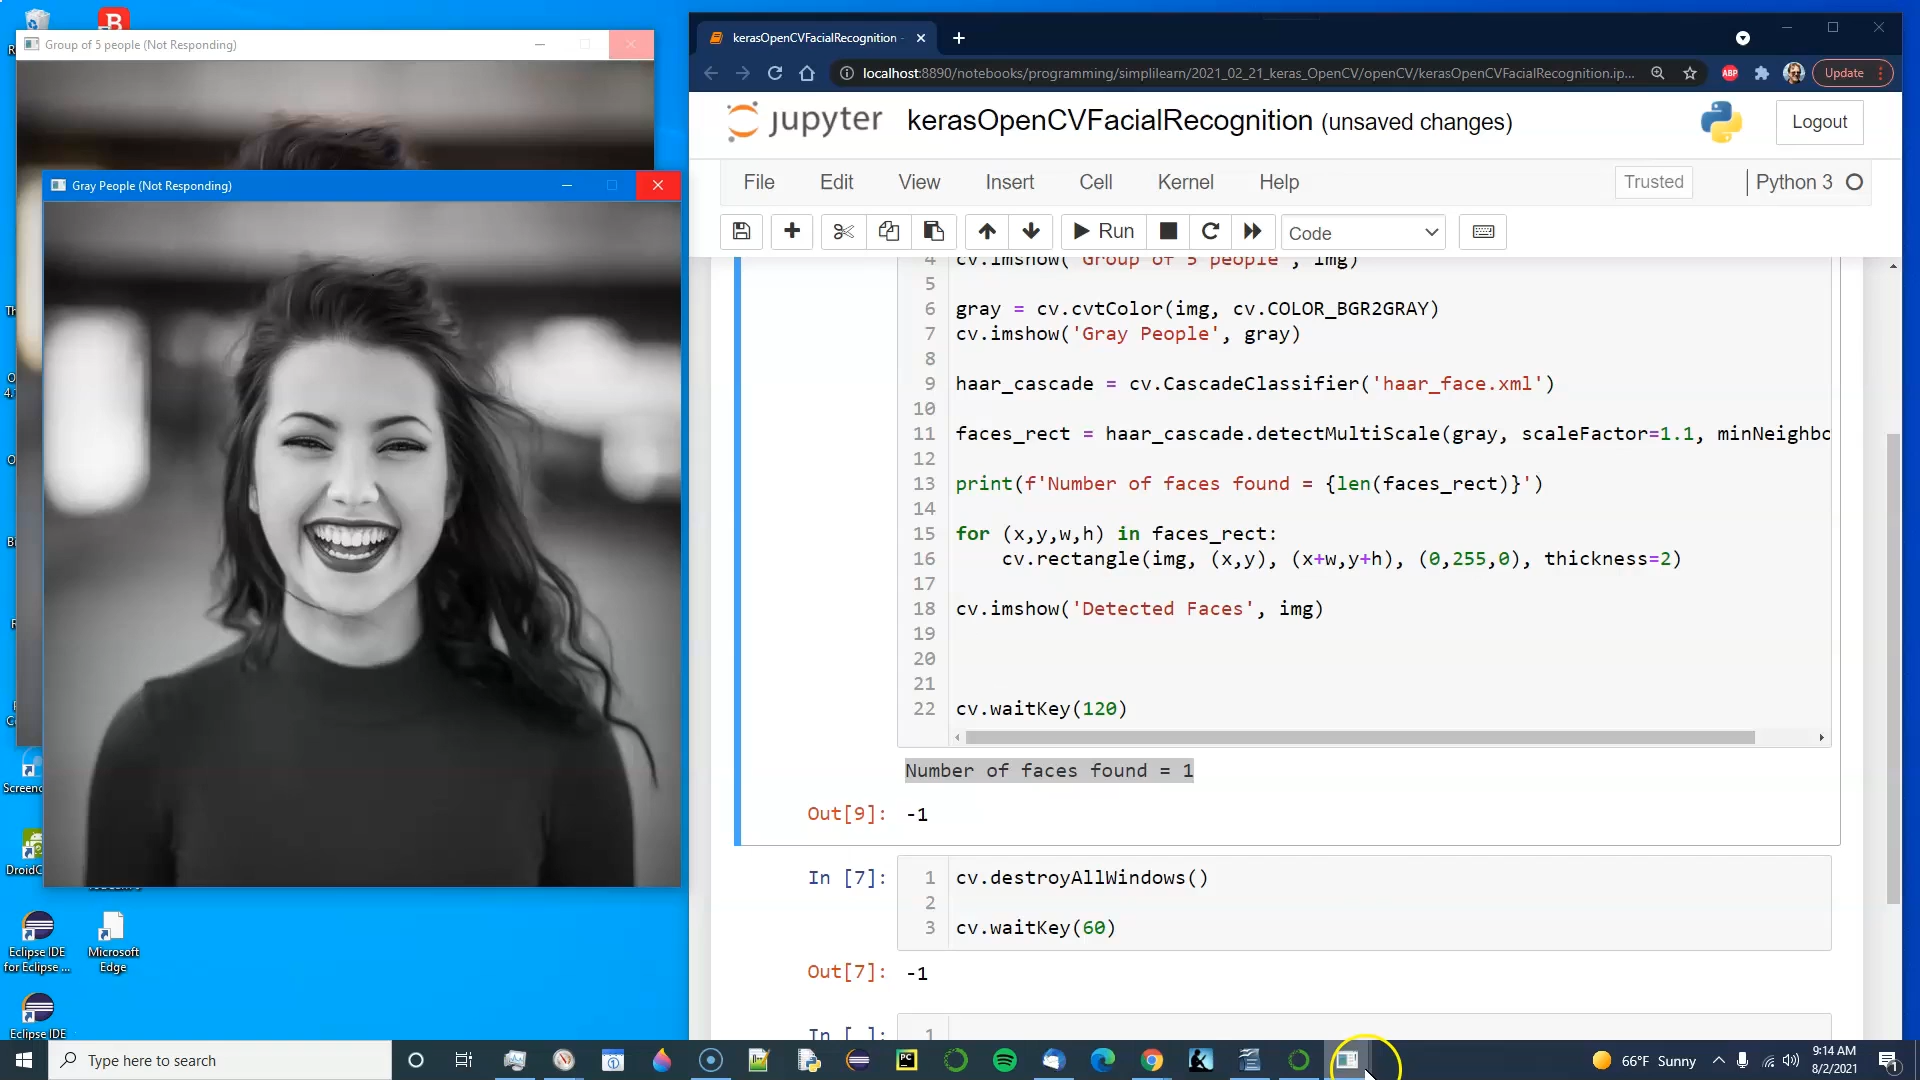 Group of 5 people (Not Responding)
Gray People (Not Responding)
Screenc
DroidC
Eclipse IDE
for Eclipse ...
Microsoft
Edge
Eclipse IDE
kerasOpenCVFacialRecognition -
localhost:8890/notebooks/programming/simplilearn/2021_02_21_keras_OpenCV/openCV/kerasOpenCVFacialRecognition.ip...
ABP
Update
jupyter kerasOpenCVFacialRecognition (unsaved changes)
Logout
File Edit View Insert Cell Kernel Help
Trusted
Python 3
Run
Code
4 cv.imshow('Group of 5 people', img)
5
6 gray = cv.cvtColor(img, cv.COLOR_BGR2GRAY)
7 cv.imshow('Gray People', gray)
8
9 haar_cascade = cv.CascadeClassifier('haar_face.xml')
10
11 faces_rect = haar_cascade.detectMultiScale(gray, scaleFactor=1.1, minNeighbo
12
13 print(f'Number of faces found = {len(faces_rect)}')
14
15 for (x,y,w,h) in faces_rect:
16 cv.rectangle(img, (x,y), (x+w,y+h), (0,255,0), thickness=2)
17
18 cv.imshow('Detected Faces', img)
19
20
21
22 cv.waitKey(120)
Number of faces found = 1
Out[9]: -1
In [7]: 1 cv.destroyAllWindows()
2
3 cv.waitKey(60)
Out[7]: -1
In [ ]: 1
Type here to search
PC
66°F Sunny
9:14 AM
8/2/2021
1